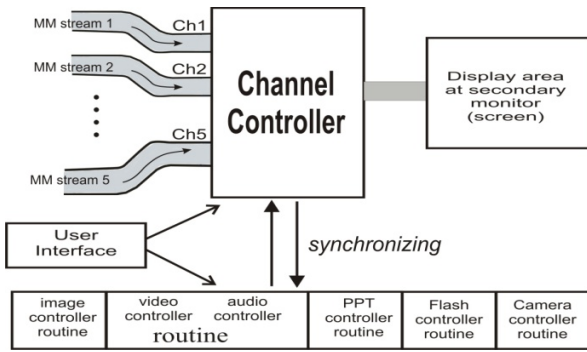 MM stream 1
Ch1
MM stream 2
Ch2
Ch5
MM stream 5
Channel
Controller
Display area
at secondary
monitor
(screen)
User
Interface
synchronizing
image
controller
routine
video
controller
audio
controller
routine
PPT
controller
routine
Flash
controller
routine
Camera
controller
routine